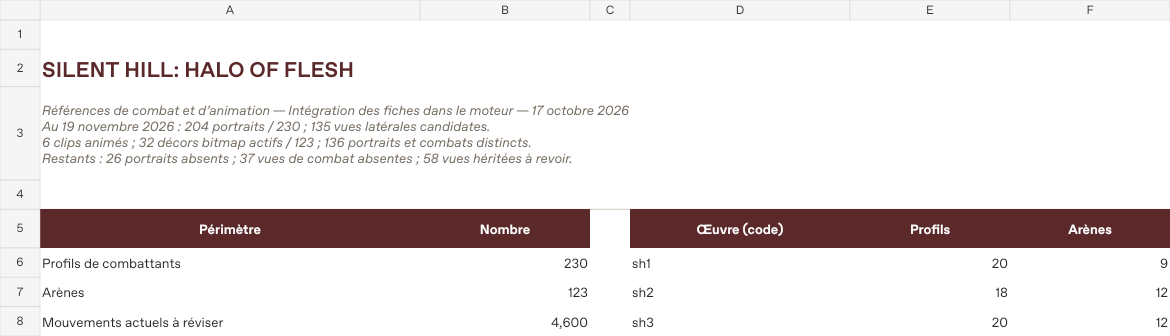 A B C D E F
1
2 SILENT HILL: HALO OF FLESH
3 Références de combat et d’animation — Intégration des fiches dans le moteur — 17 octobre 2026
Au 19 novembre 2026 : 204 portraits / 230 ; 135 vues latérales candidates.
6 clips animés ; 32 décors bitmap actifs / 123 ; 136 portraits et combats distincts.
Restants : 26 portraits absents ; 37 vues de combat absentes ; 58 vues héritées à revoir.
4
5 Périmètre Nombre Œuvre (code) Profils Arènes
6 Profils de combattants 230 sh1 20 9
7 Arènes 123 sh2 18 12
8 Mouvements actuels à réviser 4,600 sh3 20 12